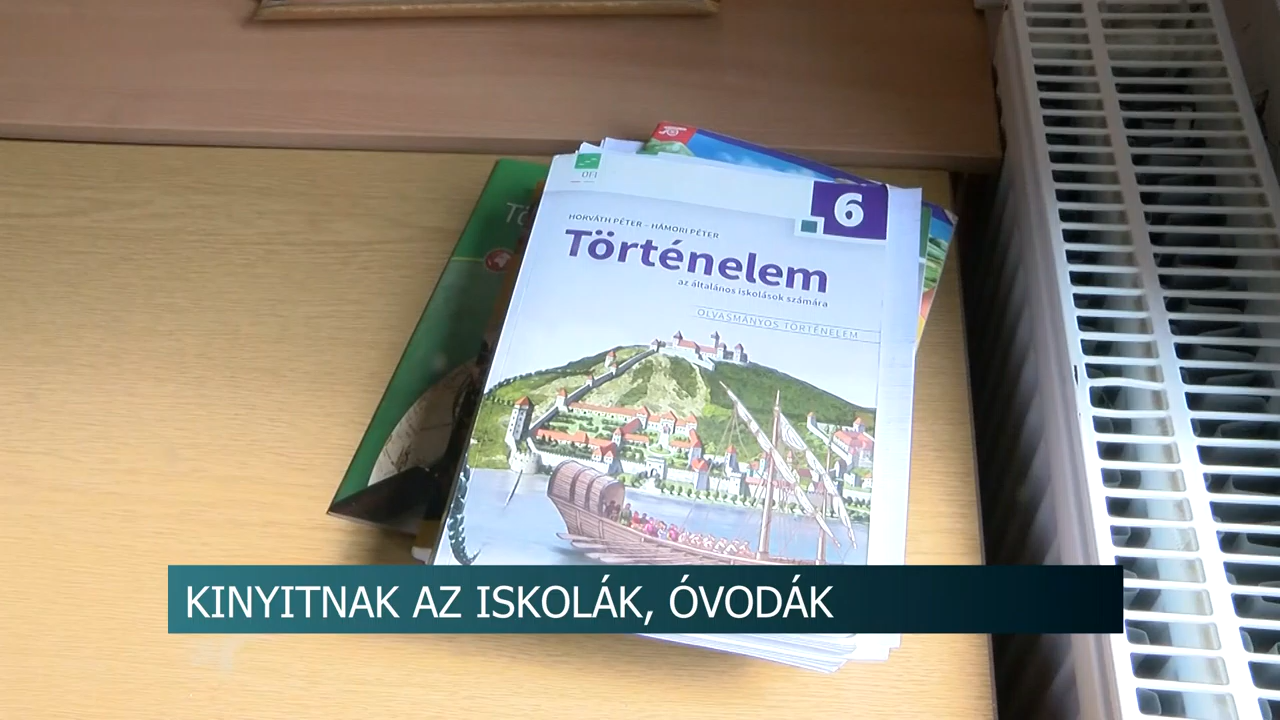 OFI
6
HORVÁTH PÉTER – HÁMORI PÉTER
Történelem
az általános iskolások számára
OLVASMÁNYOS TÖRTÉNELEM
KINYITNAK AZ ISKOLÁK, ÓVODÁK